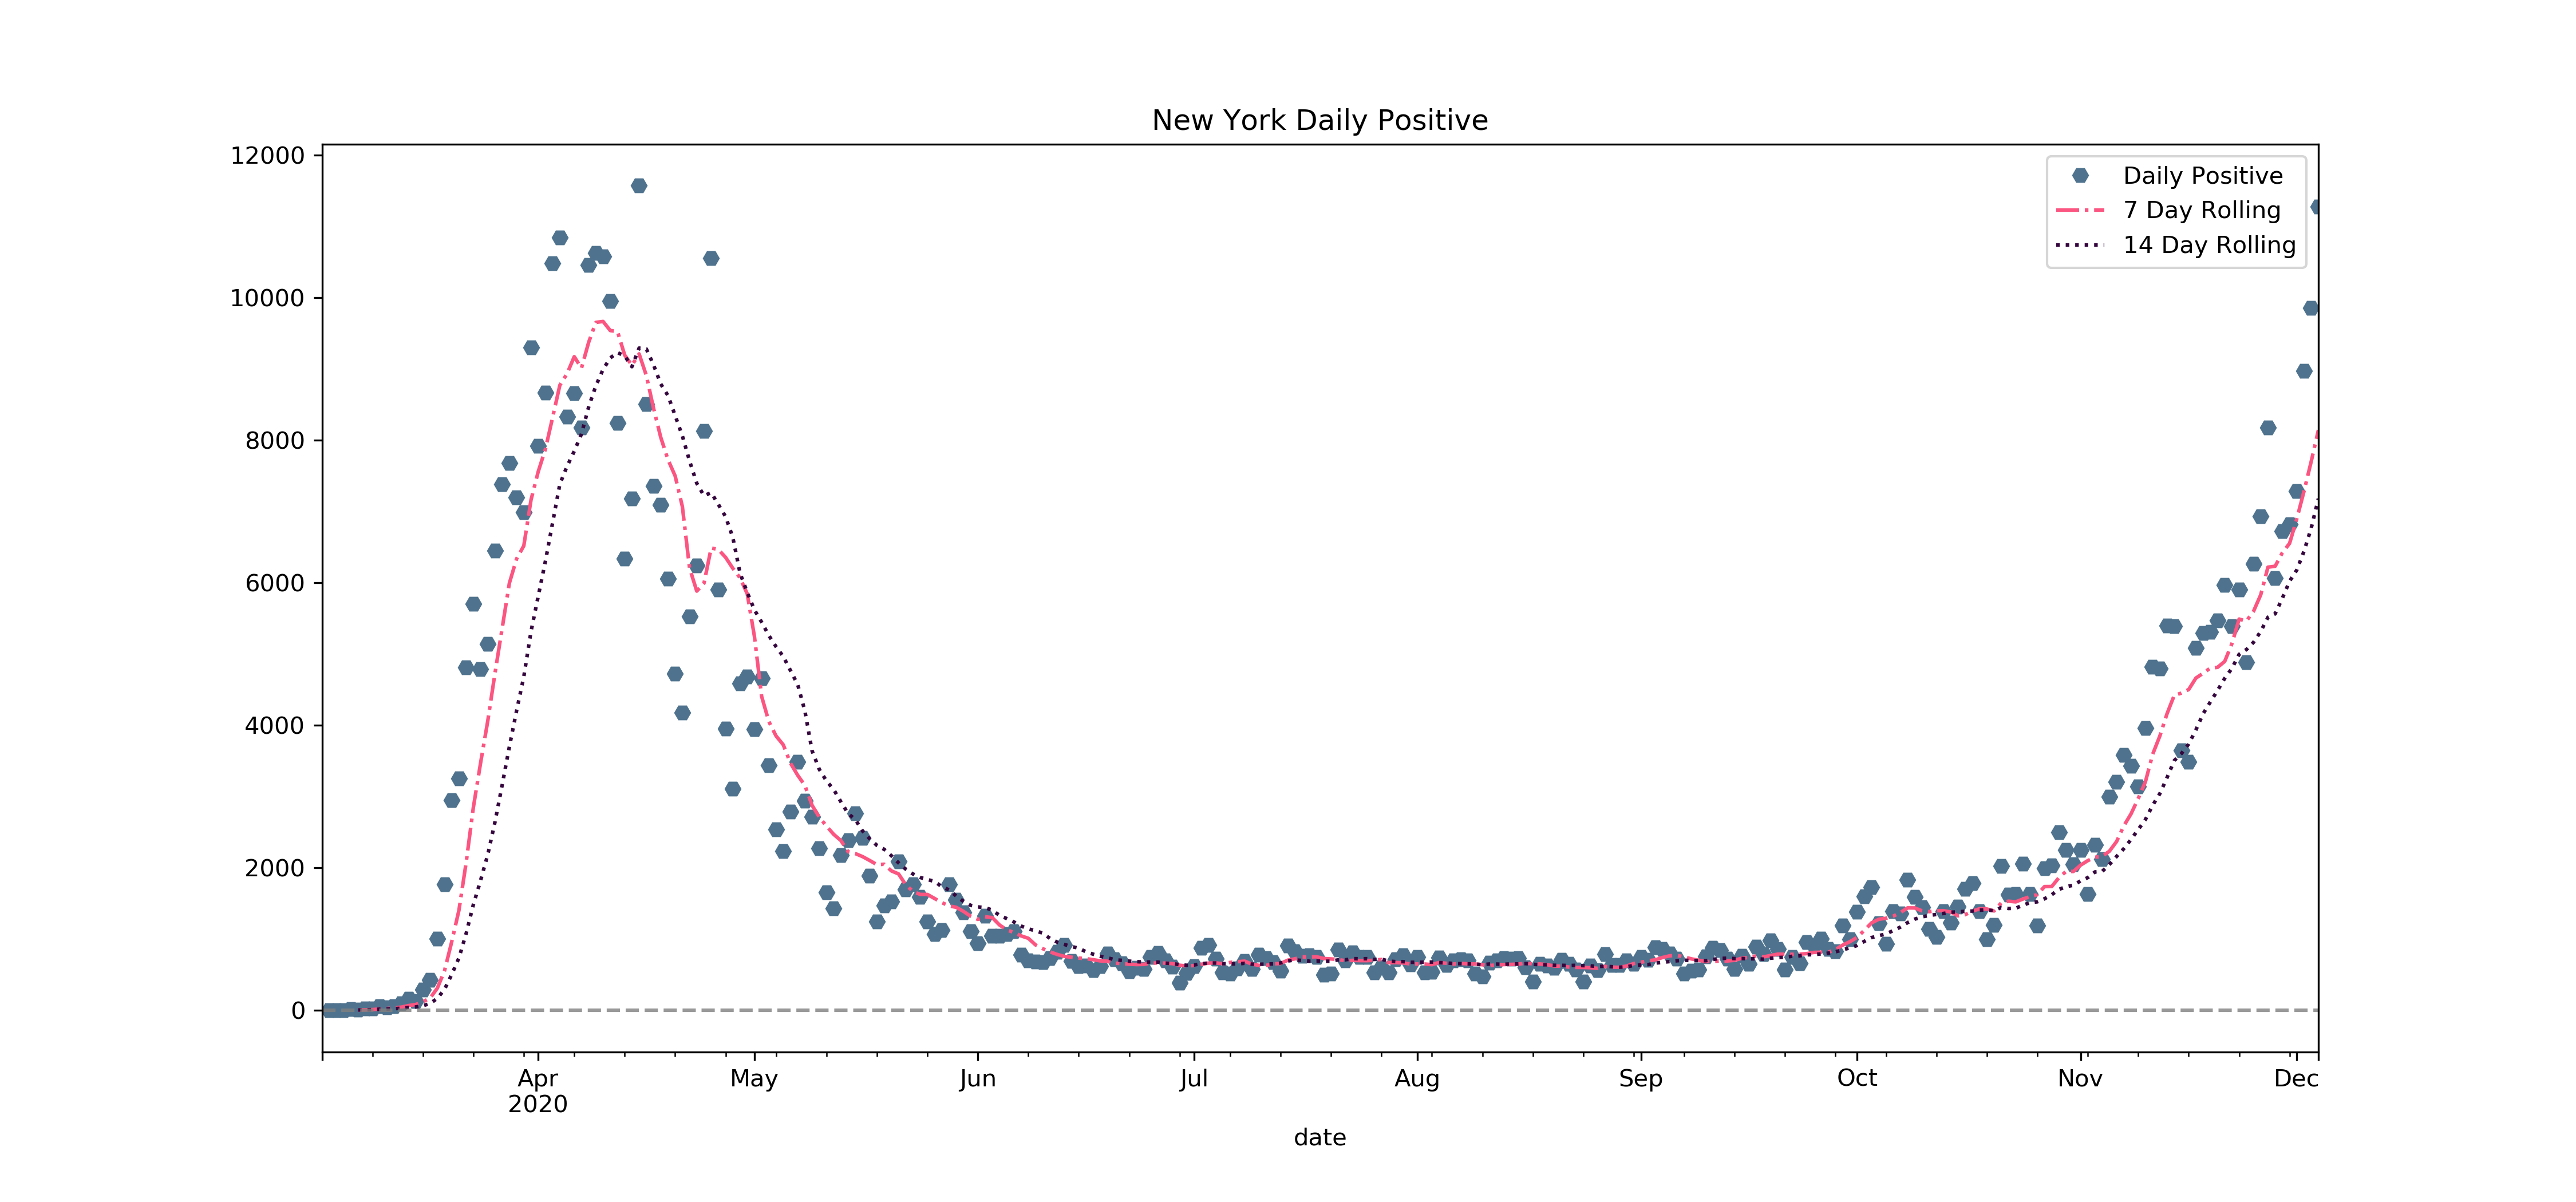 New York Daily Positive
12000
10000
8000
6000
4000
2000
0
Daily Positive
7 Day Rolling
14 Day Rolling
Apr
2020
May
Jun
Jul
Aug
Sep
Oct
Nov
Dec
date